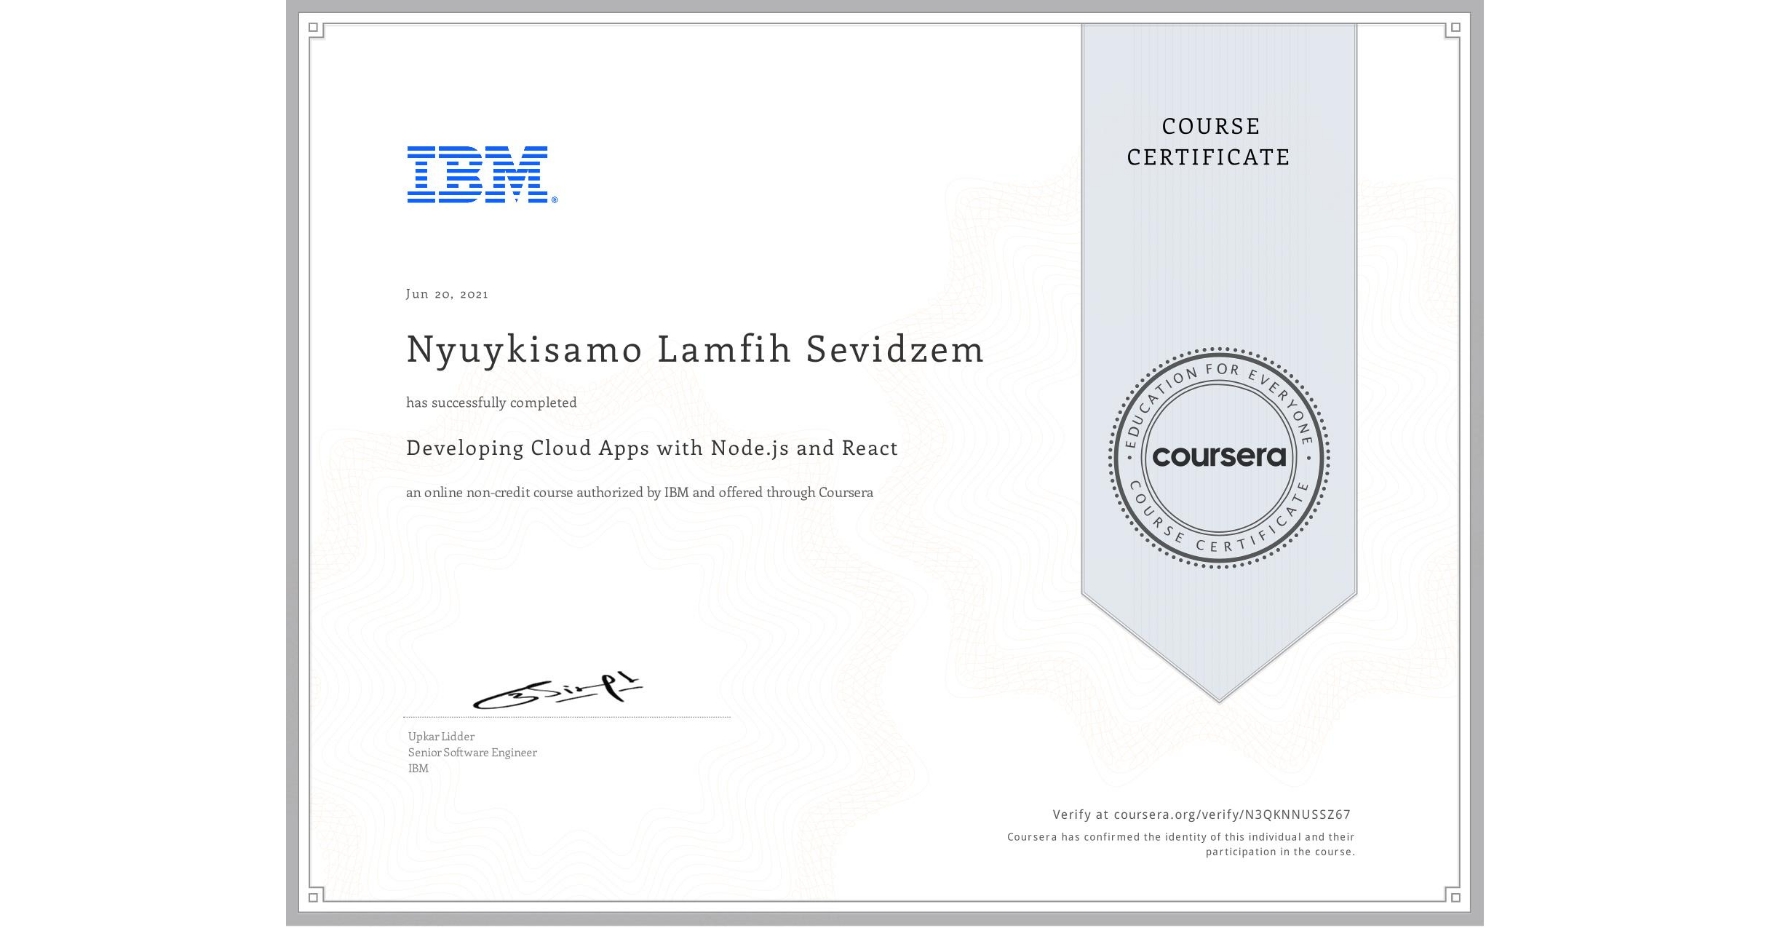 IBM®
COURSE
CERTIFICATE
Jun 20, 2021
Nyuykisamo Lamfih Sevidzem
has successfully completed
Developing Cloud Apps with Node.js and React
an online non-credit course authorized by IBM and offered through Coursera
EDUCATION FOR EVERYONE
coursera
COURSE CERTIFICATE
Upkar Lidder
Senior Software Engineer
IBM
Verify at coursera.org/verify/N3QKNNUSSZ67
Coursera has confirmed the identity of this individual and their
participation in the course.